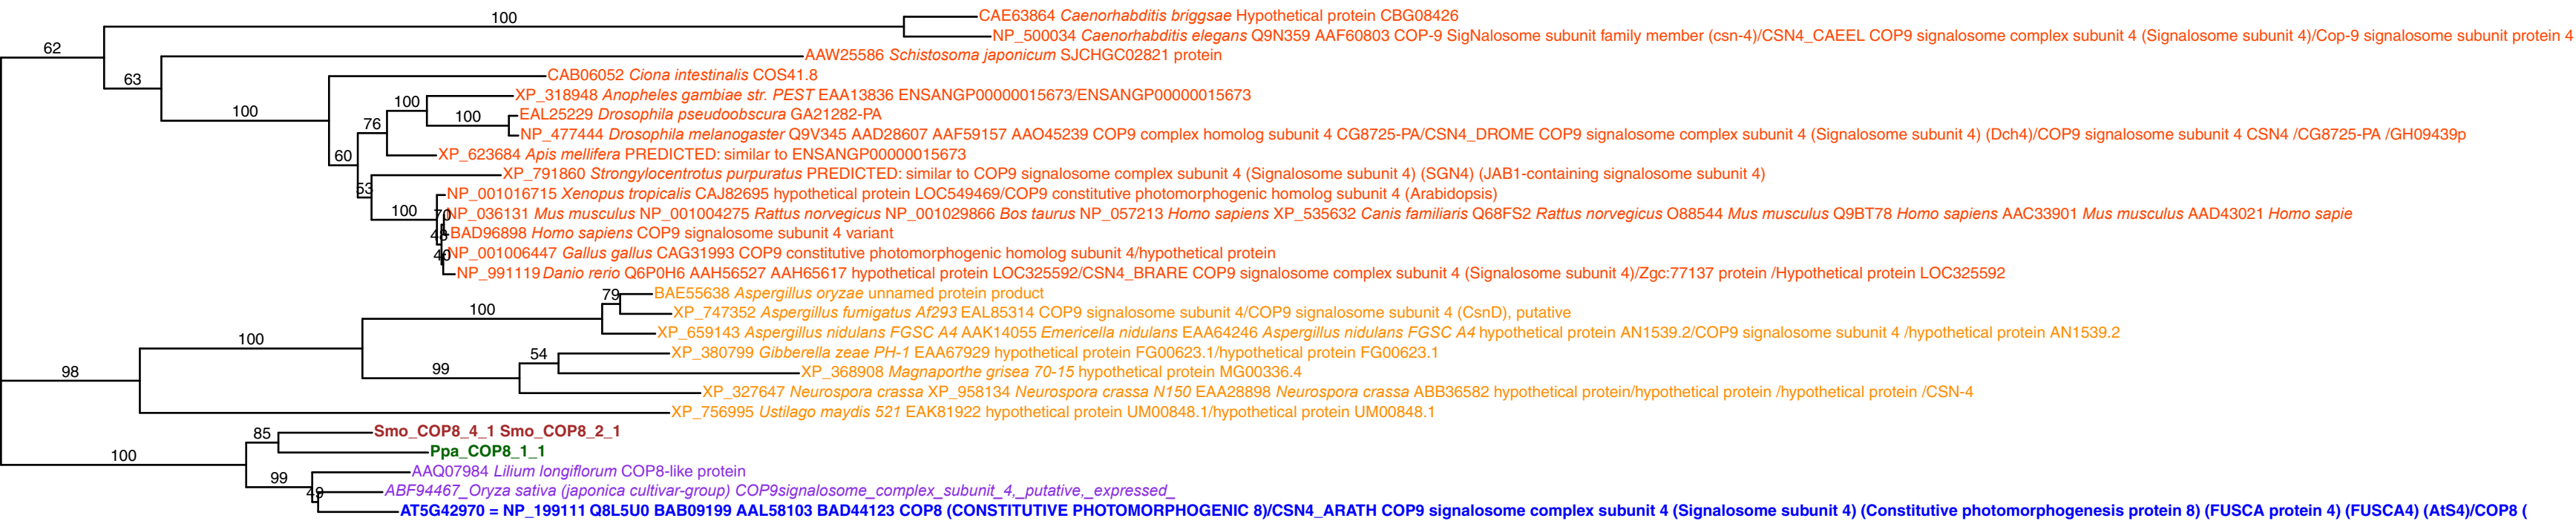 100
CAE63864 Caenorhabditis briggsae Hypothetical protein CBG08426
NP_500034 Caenorhabditis elegans Q9N359 AAF60803 COP-9 SigNalosome subunit family member (csn-4)/CSN4_CAEEL COP9 signalosome complex subunit 4 (Signalosome subunit 4)/Cop-9 signalosome subunit protein 4
62
AAW25586 Schistosoma japonicum SJCHGC02821 protein
63
CAB06052 Ciona intestinalis COS41.8
100
XP_318948 Anopheles gambiae str. PEST EAA13836 ENSANGP00000015673/ENSANGP00000015673
100
EAL25229 Drosophila pseudoobscura GA21282-PA
100
76
NP_477444 Drosophila melanogaster Q9V345 AAD28607 AAF59157 AAO45239 COP9 complex homolog subunit 4 CG8725-PA/CSN4_DROME COP9 signalosome complex subunit 4 (Signalosome subunit 4) (Dch4)/COP9 signalosome subunit 4 CSN4 /CG8725-PA /GH09439p
60
XP_623684 Apis mellifera PREDICTED: similar to ENSANGP00000015673
XP_791860 Strongylocentrotus purpuratus PREDICTED: similar to COP9 signalosome complex subunit 4 (Signalosome subunit 4) (SGN4) (JAB1-containing signalosome subunit 4)
53
NP_001016715 Xenopus tropicalis CAJ82695 hypothetical protein LOC549469/COP9 constitutive photomorphogenic homolog subunit 4 (Arabidopsis)
100
70
NP_036131 Mus musculus NP_001004275 Rattus norvegicus NP_001029866 Bos taurus NP_057213 Homo sapiens XP_535632 Canis familiaris Q68FS2 Rattus norvegicus O88544 Mus musculus Q9BT78 Homo sapiens AAC33901 Mus musculus AAD43021 Homo sapie
BAD96898 Homo sapiens COP9 signalosome subunit 4 variant
NP_001006447 Gallus gallus CAG31993 COP9 constitutive photomorphogenic homolog subunit 4/hypothetical protein
40
NP_991119 Danio rerio Q6P0H6 AAH56527 AAH65617 hypothetical protein LOC325592/CSN4_BRARE COP9 signalosome complex subunit 4 (Signalosome subunit 4)/Zgc:77137 protein /Hypothetical protein LOC325592
79
BAE55638 Aspergillus oryzae unnamed protein product
100
XP_747352 Aspergillus fumigatus Af293 EAL85314 COP9 signalosome subunit 4/COP9 signalosome subunit 4 (CsnD), putative
XP_659143 Aspergillus nidulans FGSC A4 AAK14055 Emericella nidulans EAA64246 Aspergillus nidulans FGSC A4 hypothetical protein AN1539.2/COP9 signalosome subunit 4 /hypothetical protein AN1539.2
100
54
XP_380799 Gibberella zeae PH-1 EAA67929 hypothetical protein FG00623.1/hypothetical protein FG00623.1
98
99
XP_368908 Magnaporthe grisea 70-15 hypothetical protein MG00336.4
XP_327647 Neurospora crassa XP_958134 Neurospora crassa N150 EAA28898 Neurospora crassa ABB36582 hypothetical protein/hypothetical protein /hypothetical protein /CSN-4
XP_756995 Ustilago maydis 521 EAK81922 hypothetical protein UM00848.1/hypothetical protein UM00848.1
85
Smo_COP8_4_1 Smo_COP8_2_1
Ppa_COP8_1_1
100
AAQ07984 Lilium longiflorum COP8-like protein
99
49
ABF94467_Oryza sativa (japonica cultivar-group) COP9signalosome_complex_subunit_4,_putative,_expressed_
AT5G42970 = NP_199111 Q8L5U0 BAB09199 AAL58103 BAD44123 COP8 (CONSTITUTIVE PHOTOMORPHOGENIC 8)/CSN4_ARATH COP9 signalosome complex subunit 4 (Signalosome subunit 4) (Constitutive photomorphogenesis protein 8) (FUSCA protein 4) (FUSCA4) (AtS4)/COP8 (